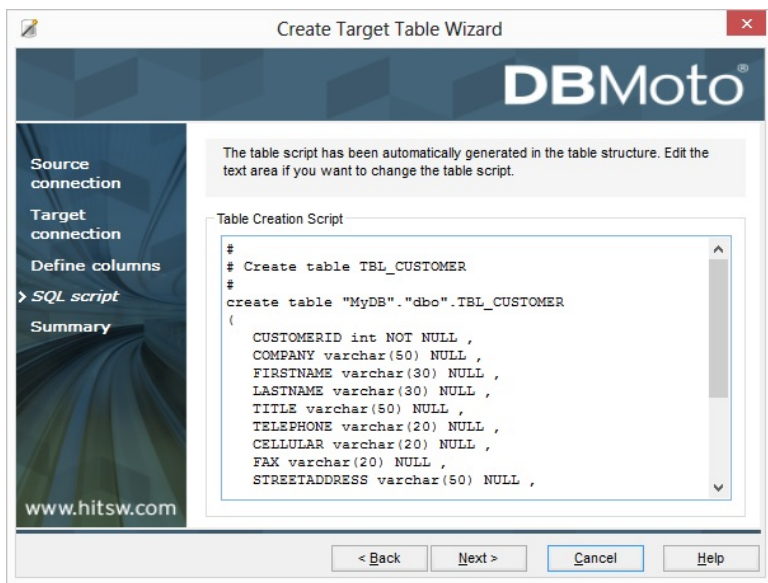 Create Target Table Wizard
DBMoto®
Source
connection
Target
connection
Define columns
SQL script
Summary
www.hitsw.com
The table script has been automatically generated in the table structure. Edit the
text area if you want to change the table script.
Table Creation Script
#
# Create table TBL_CUSTOMER
#
create table "MyDB"."dbo".TBL_CUSTOMER
(
CUSTOMERID int NOT NULL ,
COMPANY varchar(50) NULL ,
FIRSTNAME varchar(30) NULL ,
LASTNAME varchar(30) NULL ,
TITLE varchar(50) NULL ,
TELEPHONE varchar(20) NULL ,
CELLULAR varchar(20) NULL ,
FAX varchar(20) NULL ,
STREETADDRESS varchar(50) NULL ,
< Back
Next >
Cancel
Help